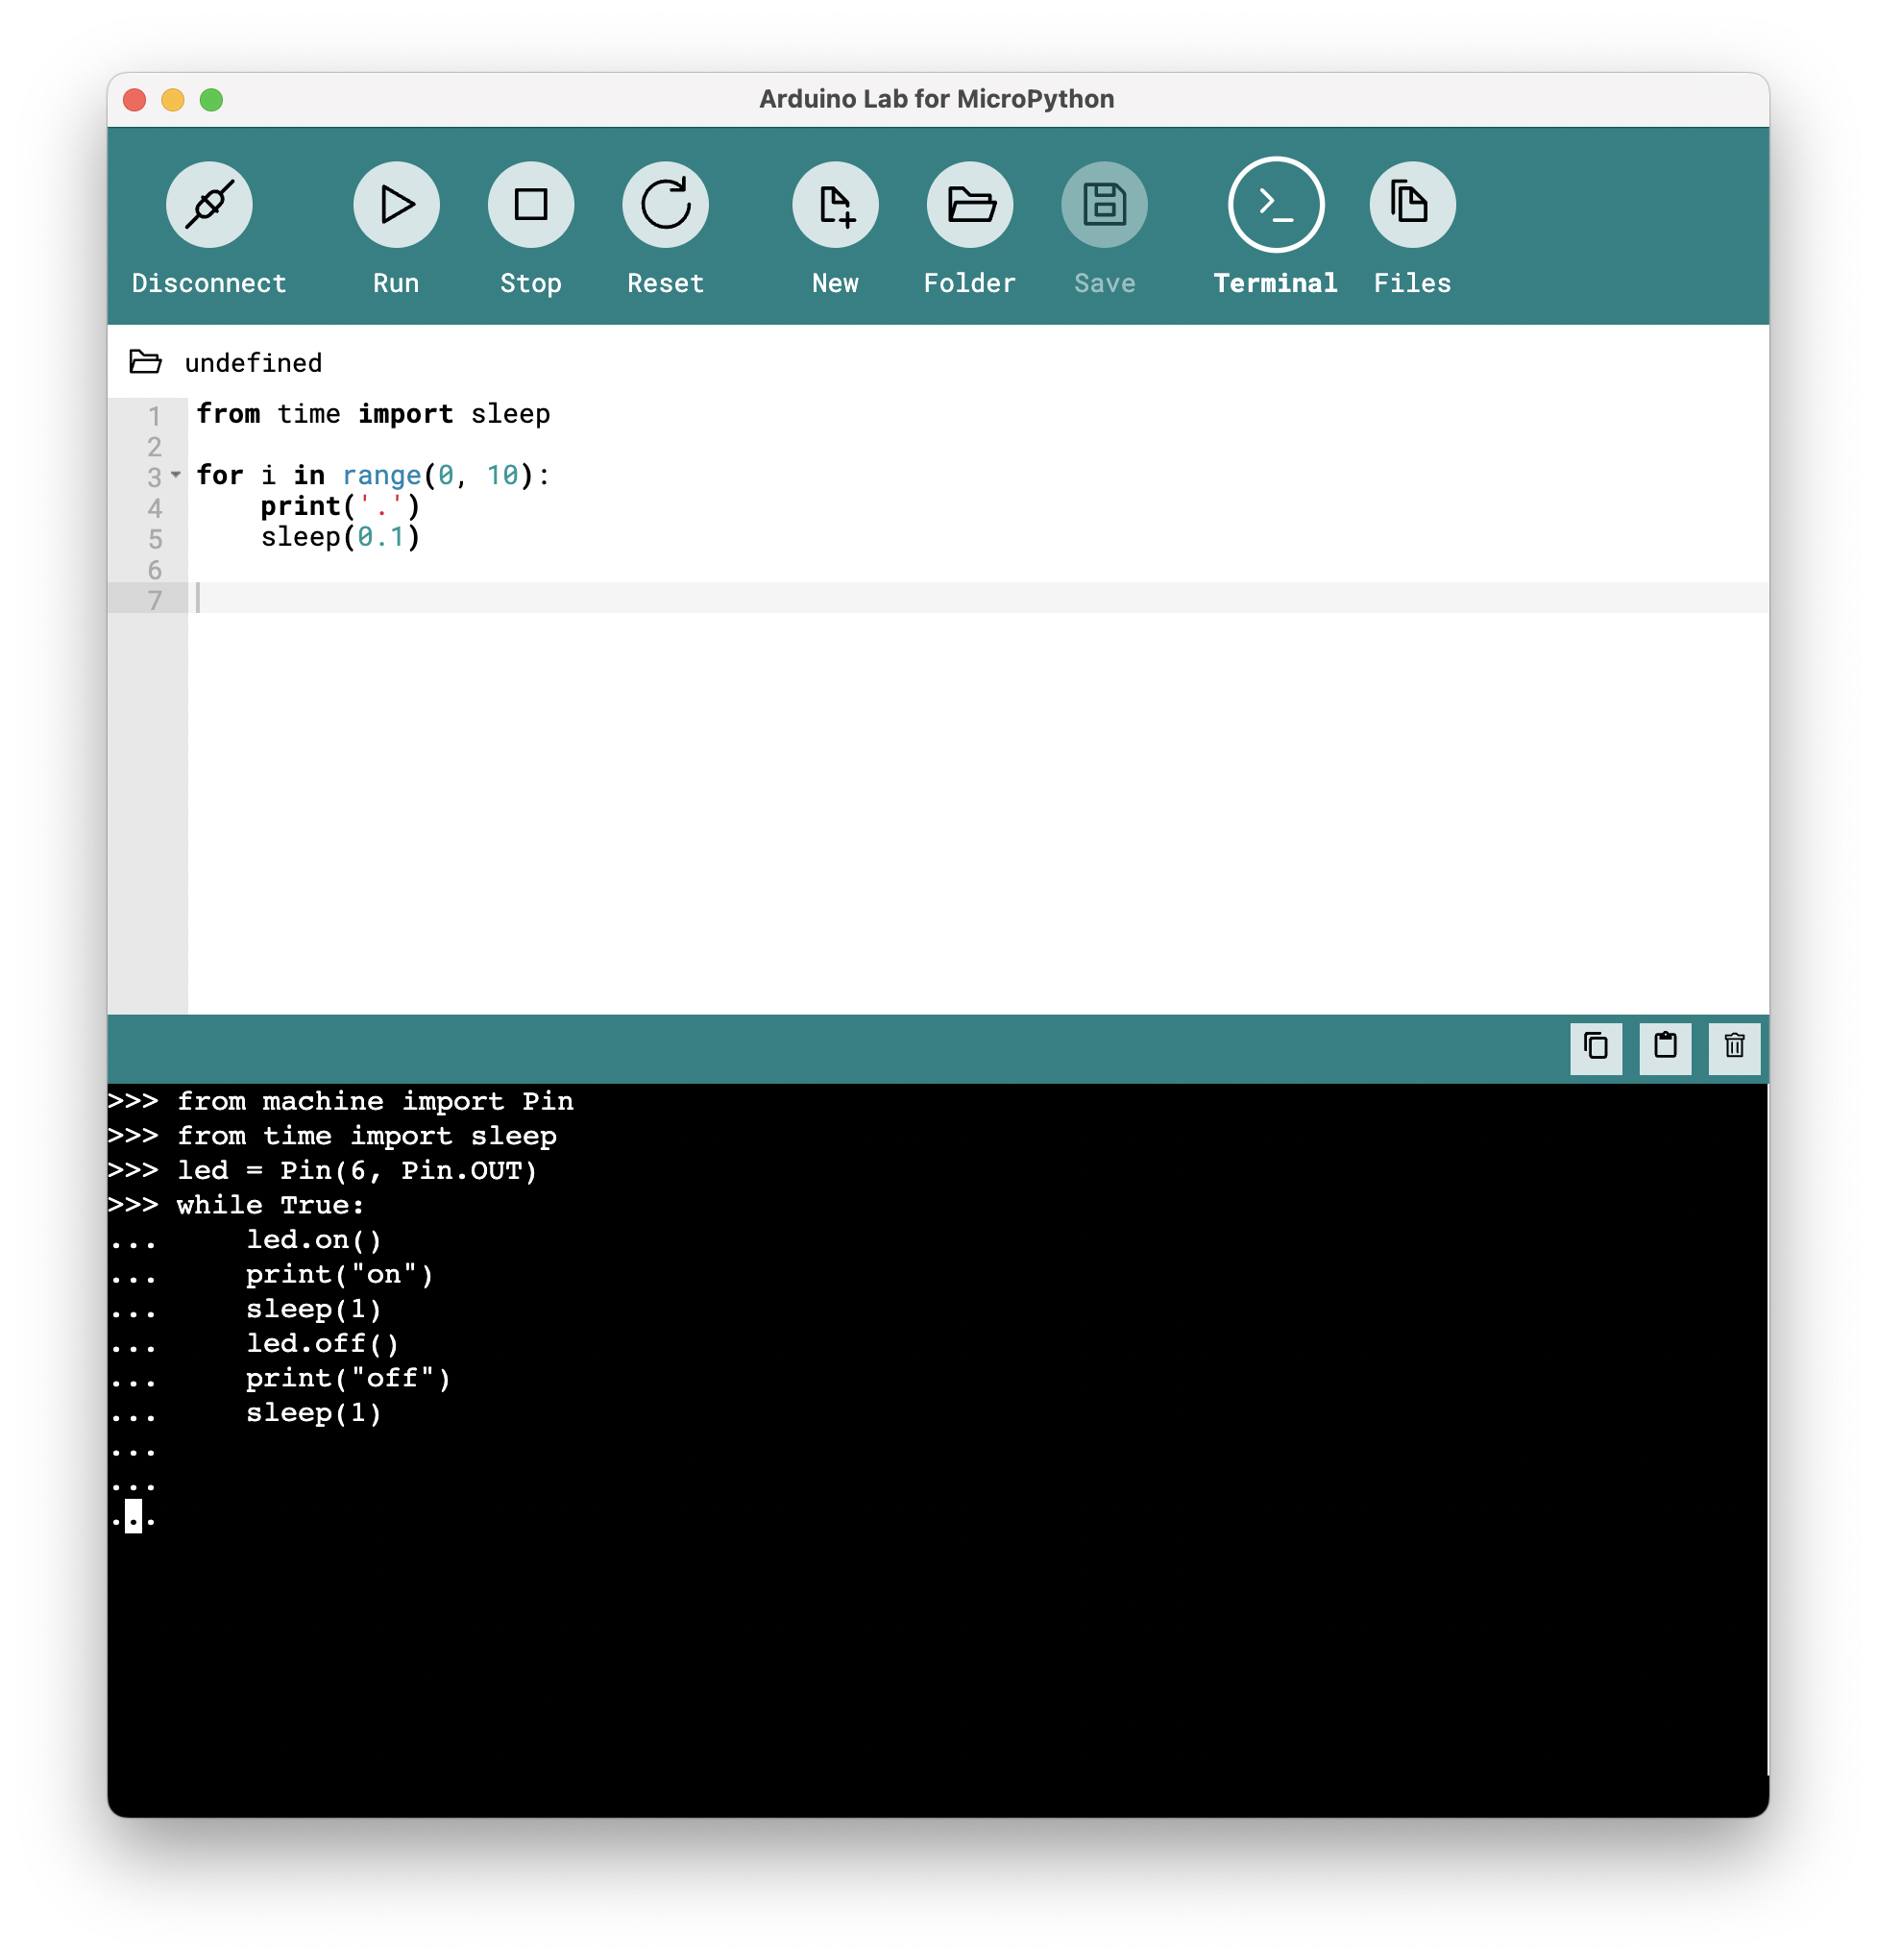 Arduino Lab for MicroPython
Disconnect Run Stop Reset New Folder Save Terminal Files
undefined
1 from time import sleep
2
3 for i in range(0, 10):
4     print('.')
5     sleep(0.1)
6
7
>>> from machine import Pin
>>> from time import sleep
>>> led = Pin(6, Pin.OUT)
>>> while True:
...     led.on()
...     print("on")
...     sleep(1)
...     led.off()
...     print("off")
...     sleep(1)
...
...
...